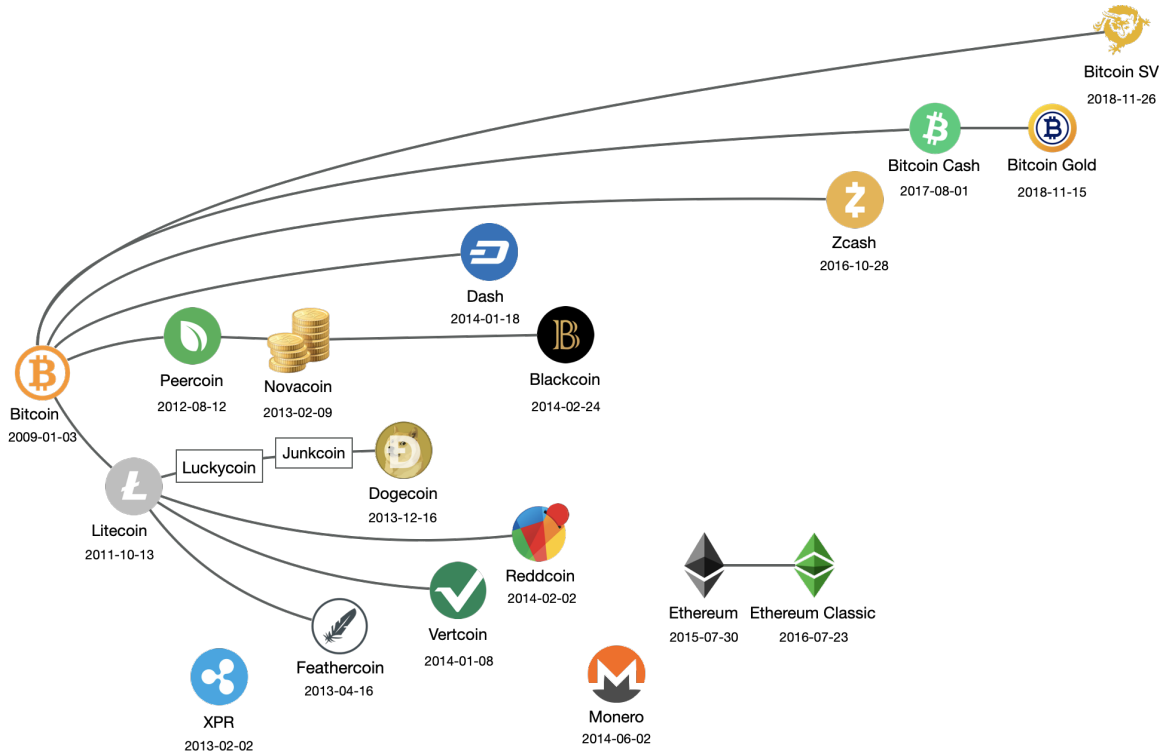 Bitcoin SV
2018-11-26
Bitcoin Cash
2017-08-01
Bitcoin Gold
2018-11-15
Zcash
2016-10-28
Dash
2014-01-18
Peercoin
2012-08-12
Novacoin
2013-02-09
Blackcoin
2014-02-24
Bitcoin
2009-01-03
Luckycoin
Junkcoin
Dogecoin
2013-12-16
Litecoin
2011-10-13
Reddcoin
2014-02-02
Vertcoin
2014-01-08
Feathercoin
2013-04-16
Ethereum
2015-07-30
Ethereum Classic
2016-07-23
XPR
2013-02-02
Monero
2014-06-02